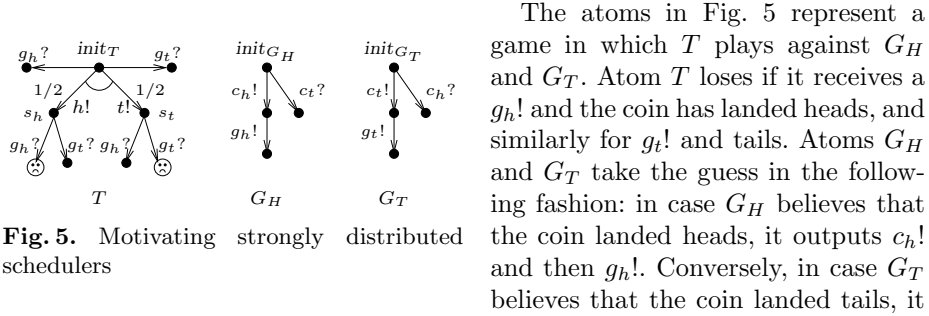 init_T
g_h?
g_t?
1/2
1/2
h!
t!
s_h
s_t
g_h?
g_t?
g_h?
g_t?
T
init_{G_H}
c_h!
c_t?
g_h!
G_H
init_{G_T}
c_t!
c_h?
g_t!
G_T
Fig. 5. Motivating strongly distributed
schedulers
The atoms in Fig. 5 represent a
game in which T plays against G_H
and G_T. Atom T loses if it receives a
g_h! and the coin has landed heads, and
similarly for g_t! and tails. Atoms G_H
and G_T take the guess in the follow-
ing fashion: in case G_H believes that
the coin landed heads, it outputs c_h!
and then g_h!. Conversely, in case G_T
believes that the coin landed tails, it